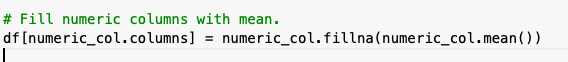 # Fill numeric columns with mean.
df[numeric_col.columns] = numeric_col.fillna(numeric_col.mean())